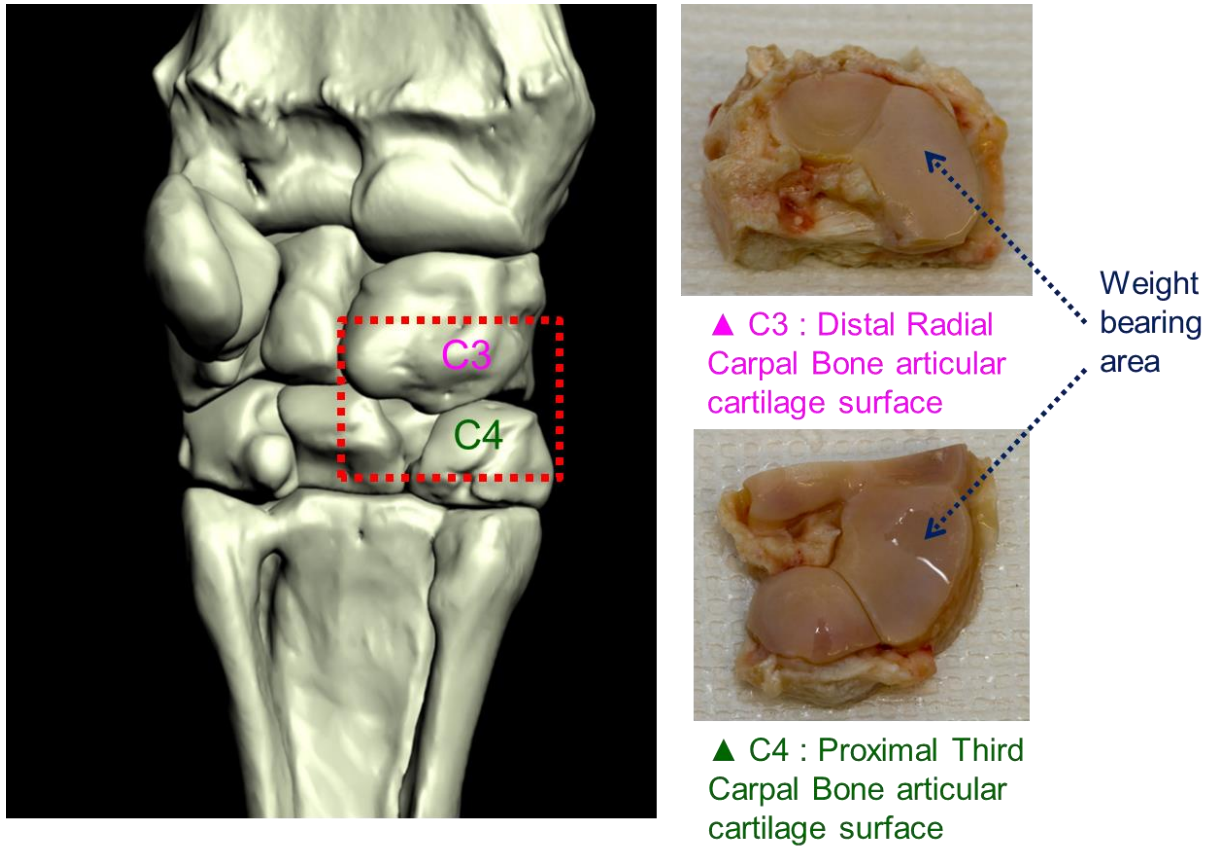 C3
C4
▲ C3 : Distal Radial
Carpal Bone articular
cartilage surface
Weight
bearing
area
▲ C4 : Proximal Third
Carpal Bone articular
cartilage surface